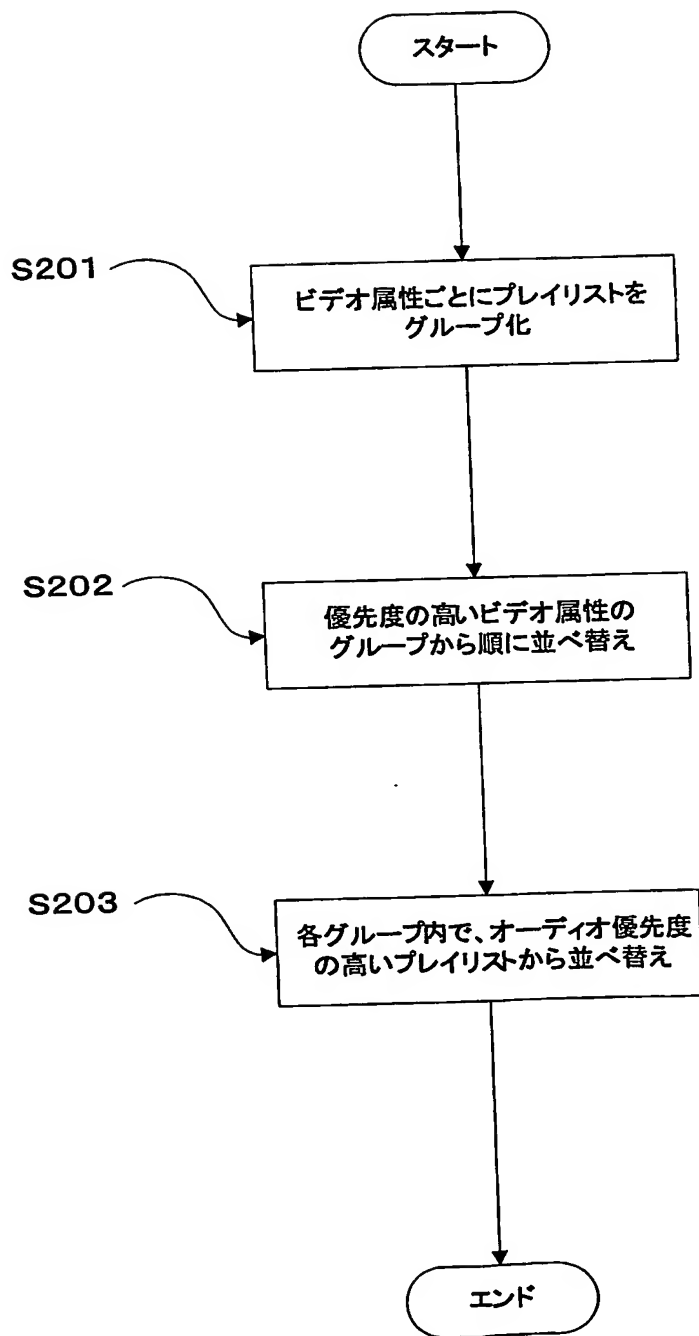 スタート
S201
ビデオ属性ごとにプレイリストを
グループ化
S202
優先度の高いビデオ属性の
グループから順に並べ替え
S203
各グループ内で、オーディオ優先度
の高いプレイリストから並べ替え
エンド